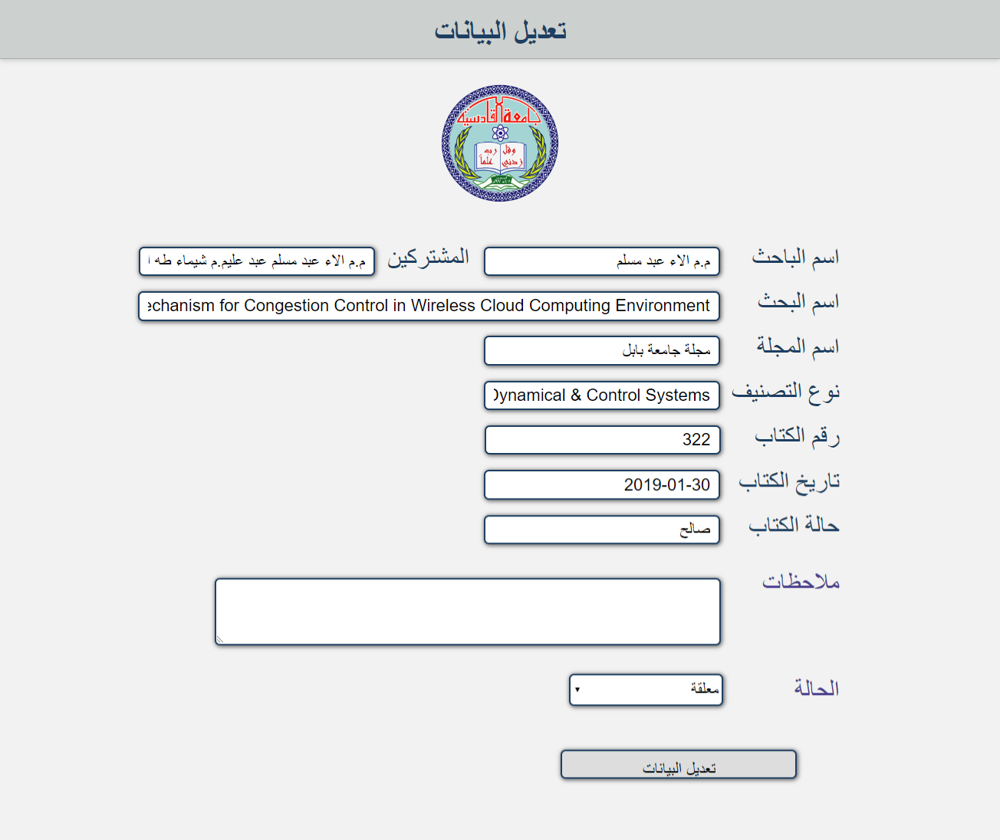 تعديل البيانات
جامعة القادسية
وقل رب
زدني علماً
اسم الباحث م.م الاء عبد مسلم المشتركين م.م الاء عبد مسلم عبد عليم.م شيماء طه ا
اسم البحث echanism for Congestion Control in Wireless Cloud Computing Environment
اسم المجلة مجلة جامعة بابل
نوع التصنيف Dynamical & Control Systems
رقم الكتاب 322
تاريخ الكتاب 2019-01-30
حالة الكتاب صالح
ملاحظات
الحالة معلقة
تعديل البيانات